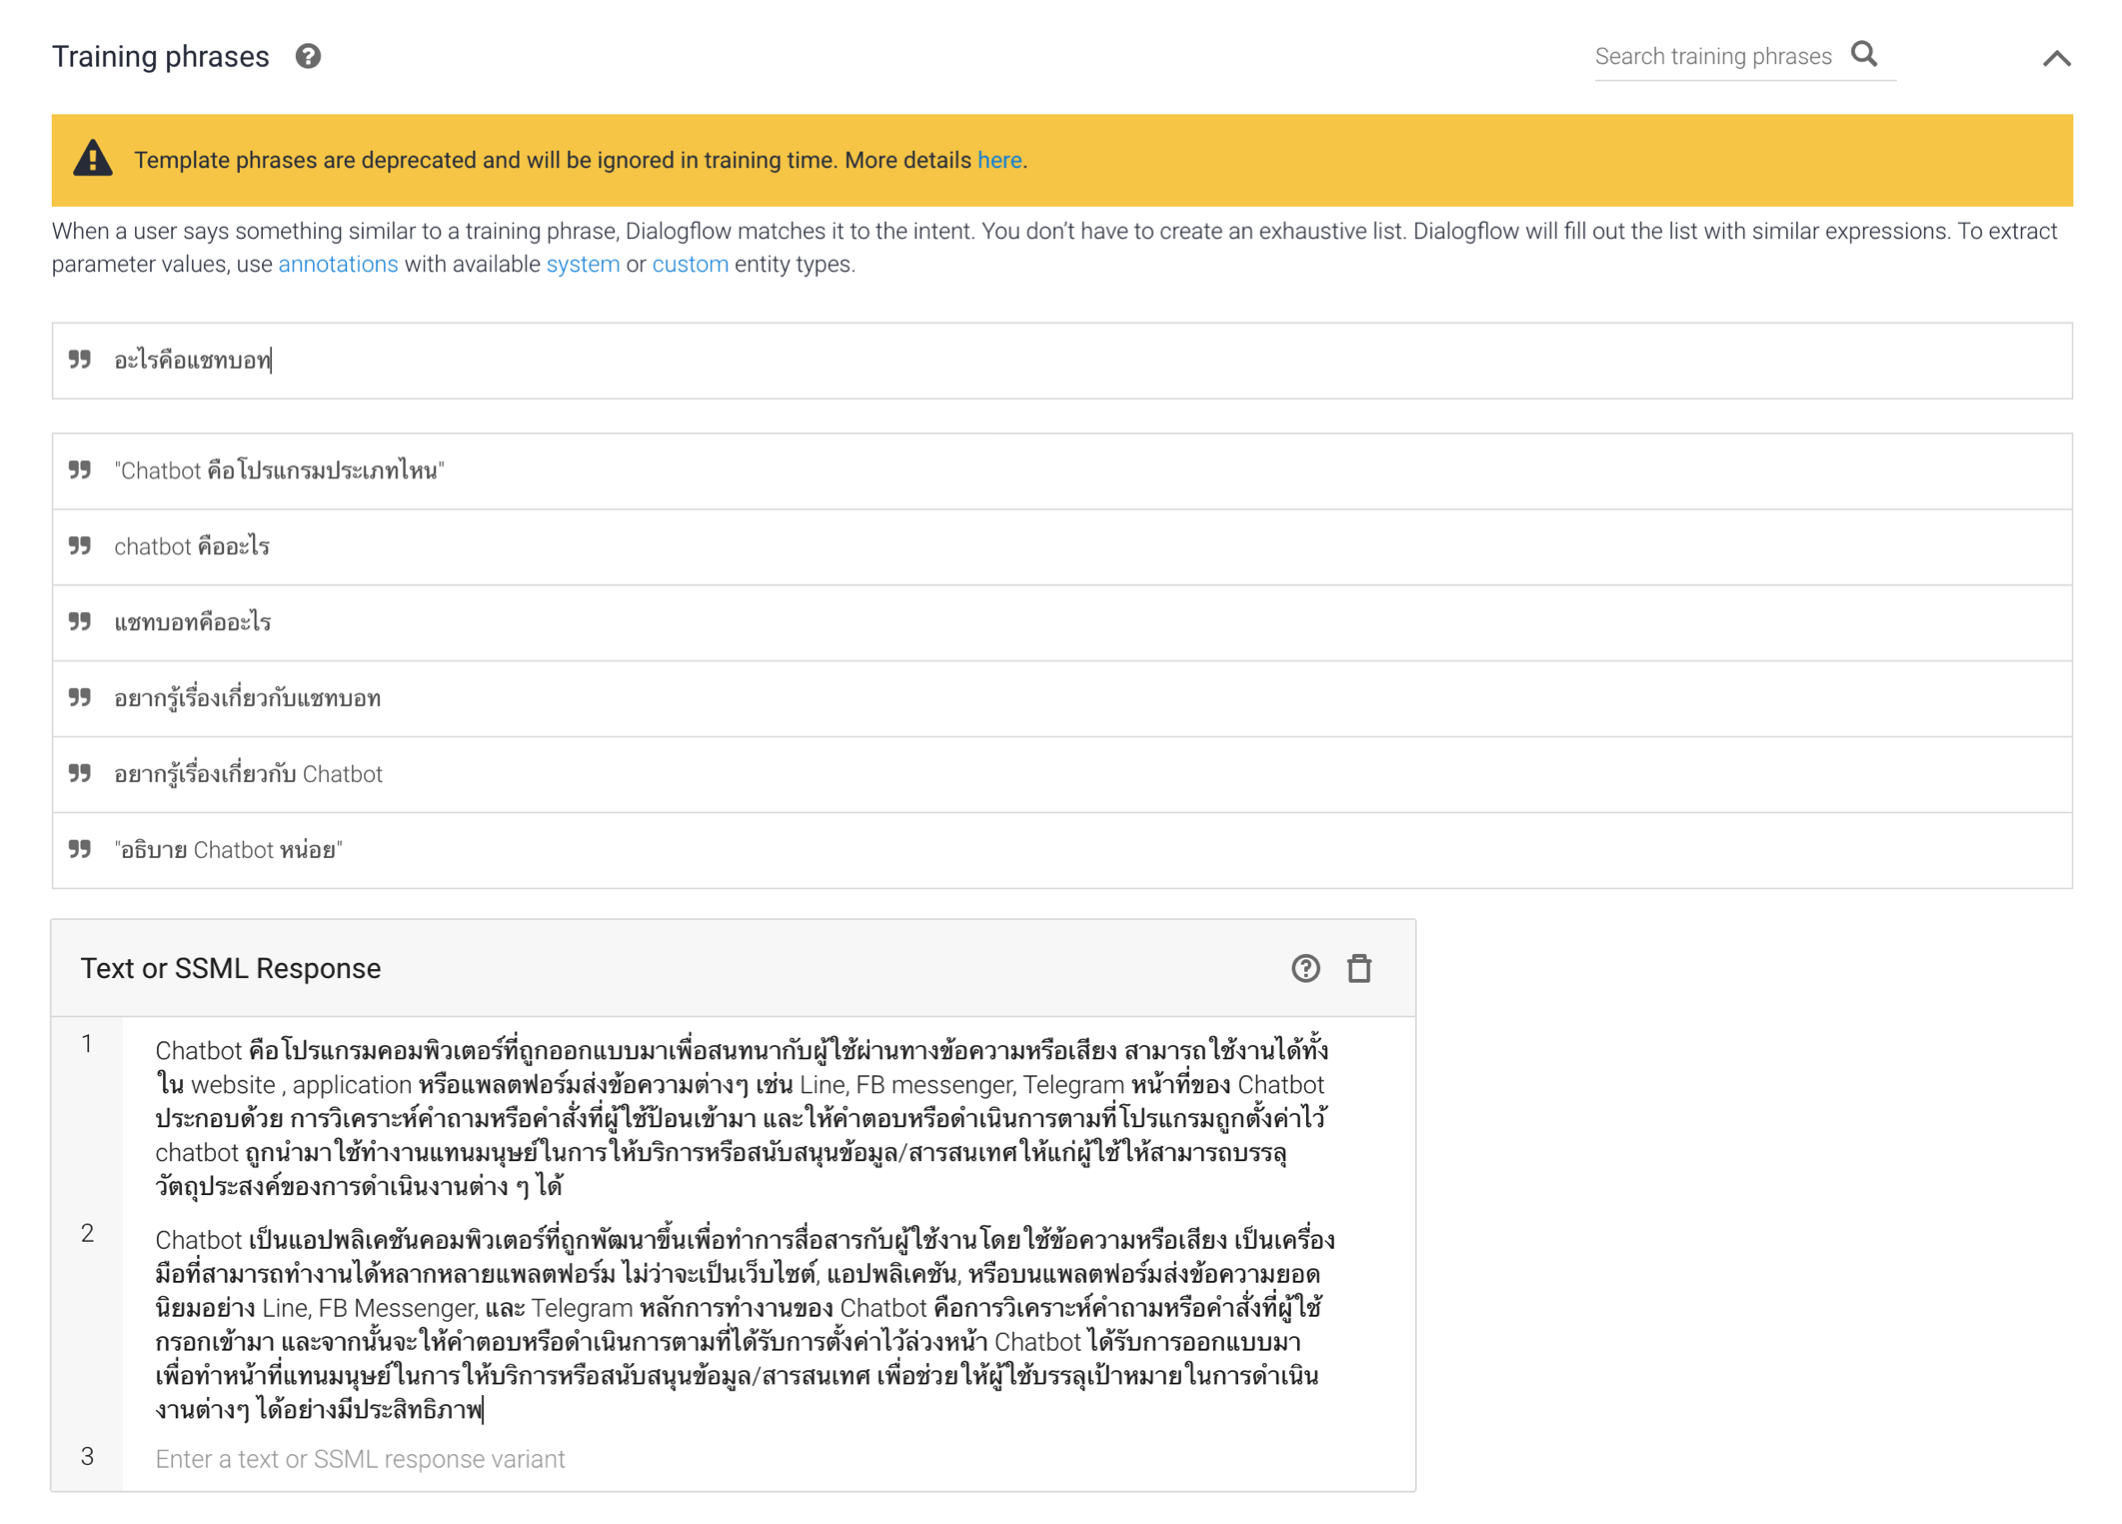 Training phrases ?
Search training phrases
Template phrases are deprecated and will be ignored in training time. More details here.
When a user says something similar to a training phrase, Dialogflow matches it to the intent. You don't have to create an exhaustive list. Dialogflow will fill out the list with similar expressions. To extract
parameter values, use annotations with available system or custom entity types.
อะไรคือแชทบอท
"Chatbot คือโปรแกรมประเภทไหน"
chatbot คืออะไร
แชทบอทคืออะไร
อยากรู้เรื่องเกี่ยวกับแชทบอท
อยากรู้เรื่องเกี่ยวกับ Chatbot
"อธิบาย Chatbot หน่อย"
Text or SSML Response ?
1 Chatbot คือโปรแกรมคอมพิวเตอร์ที่ถูกออกแบบมาเพื่อสนทนากับผู้ใช้ผ่านทางข้อความหรือเสียง สามารถใช้งานได้ทั้ง
ใน website , application หรือแพลตฟอร์มส่งข้อความต่างๆ เช่น Line, FB messenger, Telegram หน้าที่ของ Chatbot
ประกอบด้วย การวิเคราะห์คำถามหรือคำสั่งที่ผู้ใช้ป้อนเข้ามา และให้คำตอบหรือดำเนินการตามที่โปรแกรมถูกตั้งค่าไว้
chatbot ถูกนำมาใช้ทำงานแทนมนุษย์ในการให้บริการหรือสนับสนุนข้อมูล/สารสนเทศให้แก่ผู้ใช้ให้สามารถบรรลุ
วัตถุประสงค์ของการดำเนินงานต่าง ๆ ได้
2 Chatbot เป็นแอปพลิเคชันคอมพิวเตอร์ที่ถูกพัฒนาขึ้นเพื่อทำการสื่อสารกับผู้ใช้งานโดยใช้ข้อความหรือเสียง เป็นเครื่อง
มือที่สามารถทำงานได้หลากหลายแพลตฟอร์ม ไม่ว่าจะเป็นเว็บไซต์, แอปพลิเคชัน, หรือบนแพลตฟอร์มส่งข้อความยอด
นิยมอย่าง Line, FB Messenger, และ Telegram หลักการทำงานของ Chatbot คือการวิเคราะห์คำถามหรือคำสั่งที่ผู้ใช้
กรอกเข้ามา และจากนั้นจะให้คำตอบหรือดำเนินการตามที่ได้รับการตั้งค่าไว้ล่วงหน้า Chatbot ได้รับการออกแบบมา
เพื่อทำหน้าที่แทนมนุษย์ในการให้บริการหรือสนับสนุนข้อมูล/สารสนเทศ เพื่อช่วยให้ผู้ใช้บรรลุเป้าหมายในการดำเนิน
งานต่างๆ ได้อย่างมีประสิทธิภาพ
3 Enter a text or SSML response variant